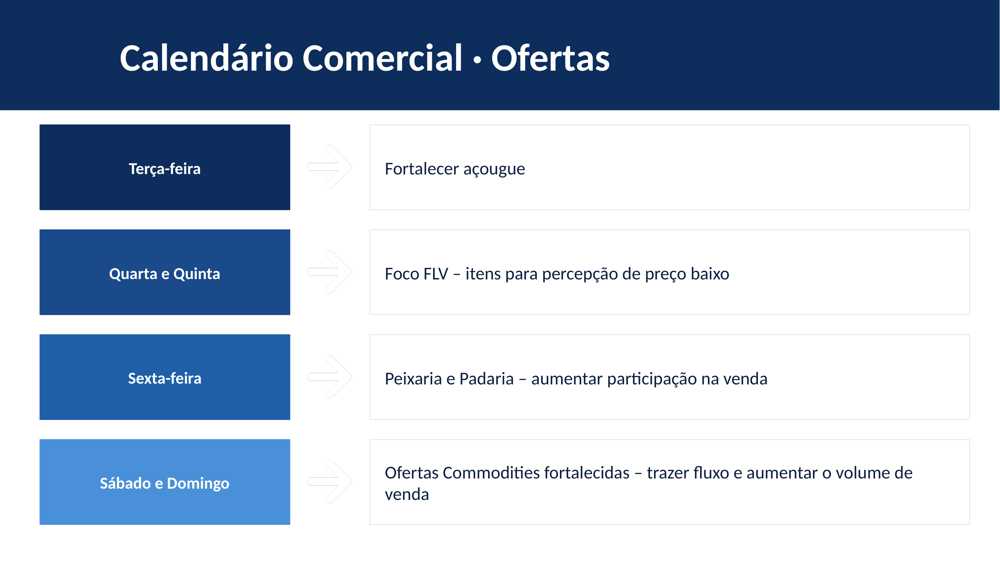 Calendário Comercial · Ofertas
Terça-feira
Fortalecer açougue
Quarta e Quinta
Foco FLV – itens para percepção de preço baixo
Sexta-feira
Peixaria e Padaria – aumentar participação na venda
Sábado e Domingo
Ofertas Commodities fortalecidas – trazer fluxo e aumentar o volume de
venda